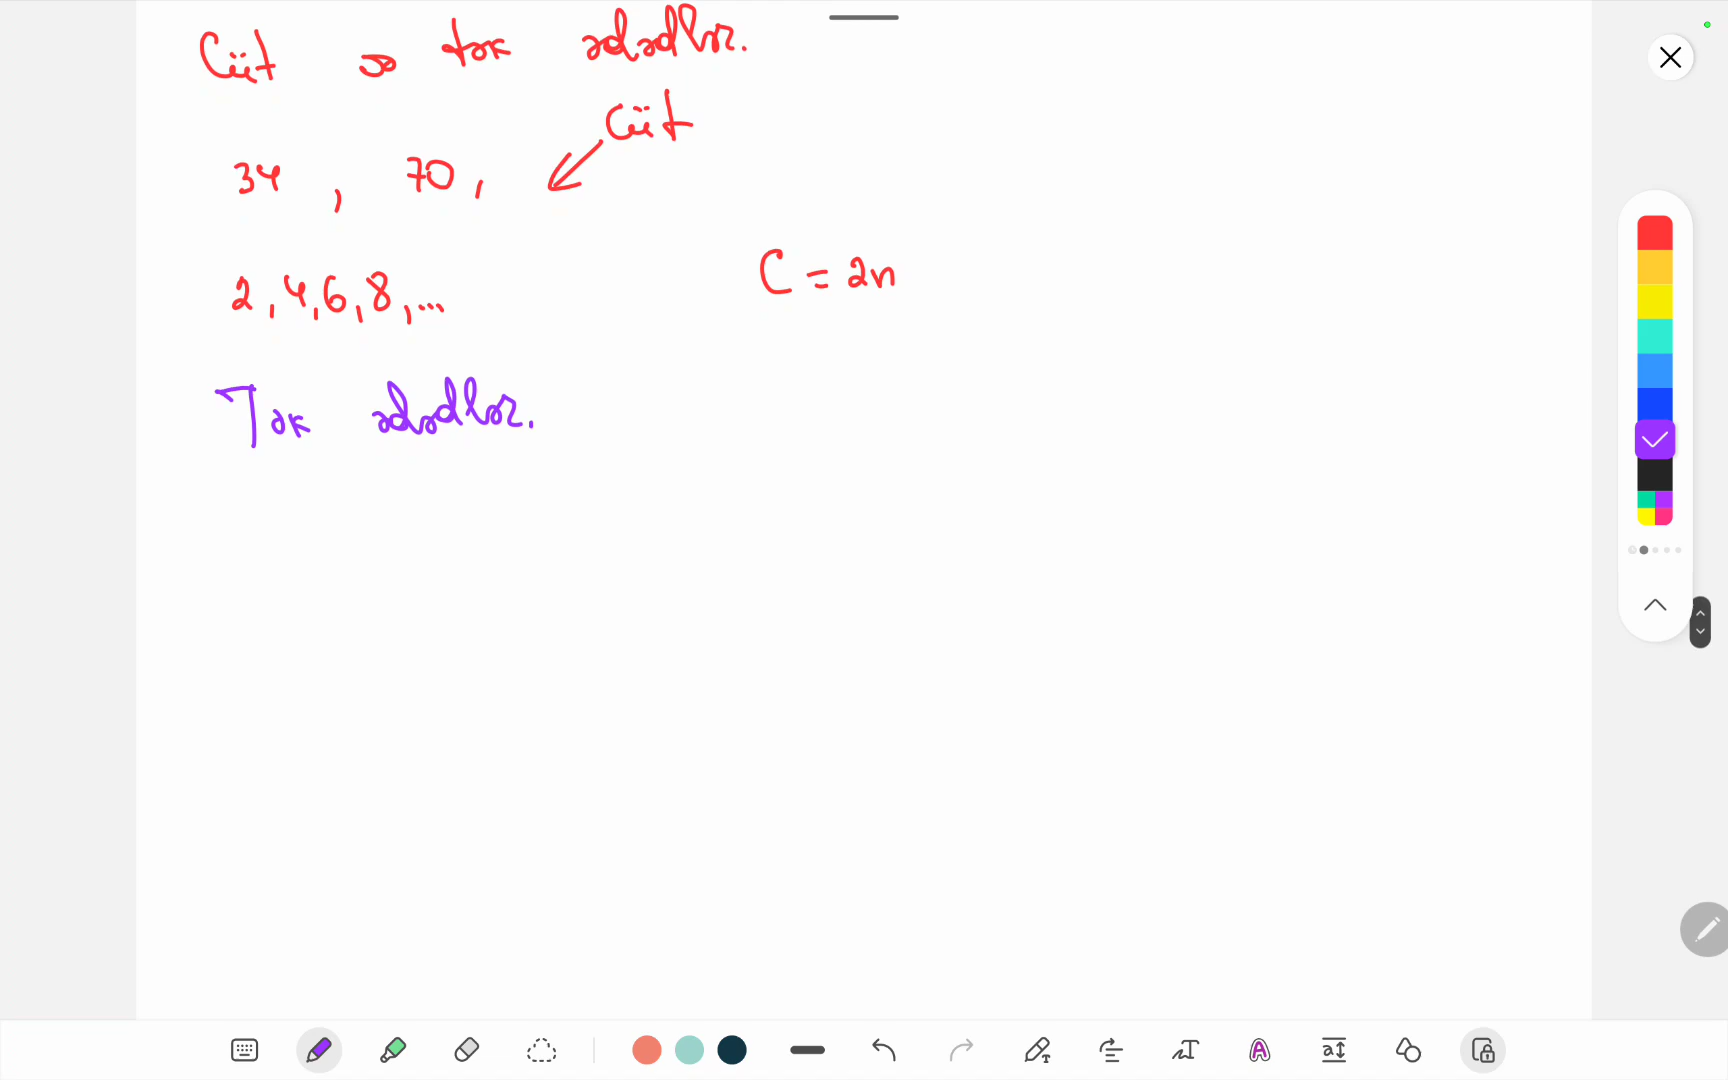 Cüt və tək ədədlər.
Cüt
34, 70,
C = 2n
2, 4, 6, 8, ...
Tək ədədlər.